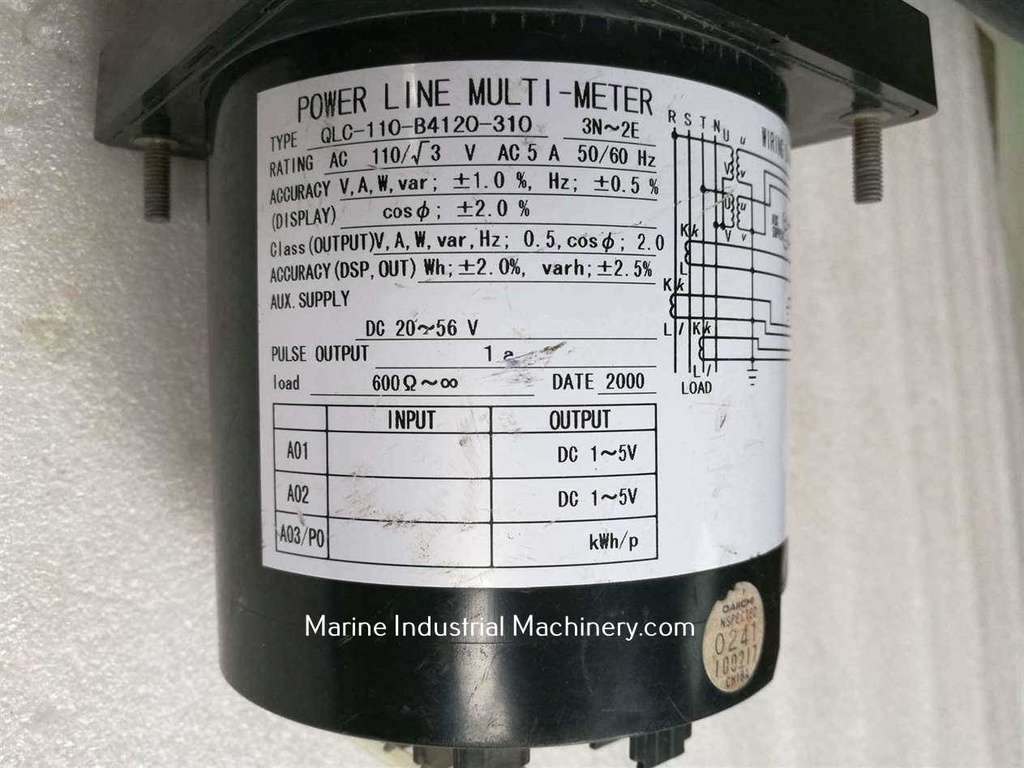 POWER LINE MULTI-METER
TYPE QLC-110-B4120-310 3N~2E
RATING AC 110/√3 V AC 5 A 50/60 Hz
ACCURACY V, A, W, var; ±1.0 %, Hz; ±0.5 %
(DISPLAY) cosφ; ±2.0 %
Class(OUTPUT)V, A, W, var, Hz; 0.5, cosφ; 2.0
ACCURACY(DSP, OUT) Wh; ±2.0%, varh; ±2.5%
AUX. SUPPLY
DC 20~56 V
PULSE OUTPUT 1 a
load 600Ω~∞ DATE 2000
INPUT OUTPUT
A01 DC 1~5V
A02 DC 1~5V
A03/PO kWh/p
R S T N U u
V v
U u
V v
K k
L
K k
L l K k
L l
LOAD
DAIICHI
0241
Marine Industrial Machinery.com